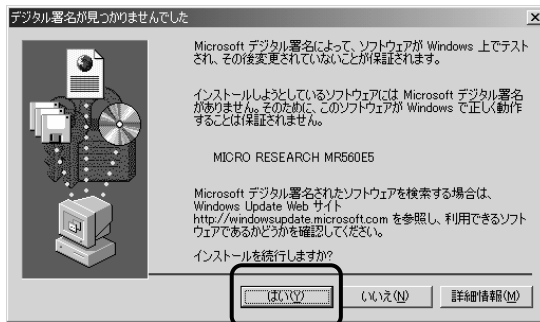 デジタル署名が見つかりませんでした
Microsoft デジタル署名によって、ソフトウェアが Windows 上でテスト
され、その後変更されていないことが保証されます。
インストールしようとしているソフトウェアには Microsoft デジタル署名
がありません。そのために、このソフトウェアが Windows で正しく動作
することは保証されません。
MICRO RESEARCH MR560E5
Microsoft デジタル署名されたソフトウェアを検索する場合は、
Windows Update Web サイト
http://windowsupdate.microsoft.com を参照し、利用できるソフト
ウェアであるかどうかを確認してください。
インストールを続行しますか?
はい(Y) いいえ(N) 詳細情報(M)